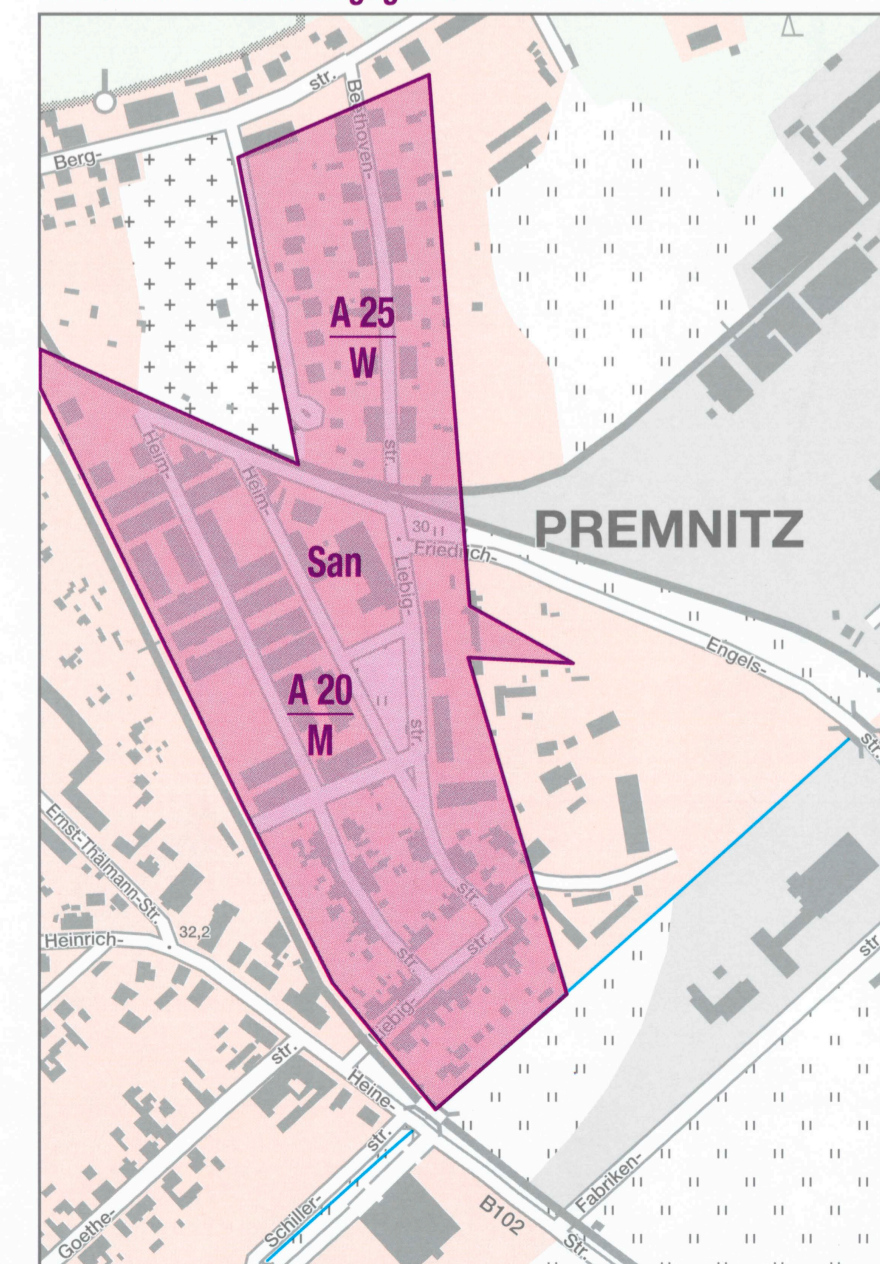 str.
Berg-
Beethoven-
A 25
W
str.
Heim-
Heim-
30
PREMNITZ
Friedrich-
San
Liebig-
Engels-
str.
A 20
M
str.
Ernst-Thälmann-Str.
Heinrich-
32,2
str.
str.
str.
str.
Liebig-
str.
Heine-
str.
Schiller-
Goethe-
B102
Fabriken-
Str.